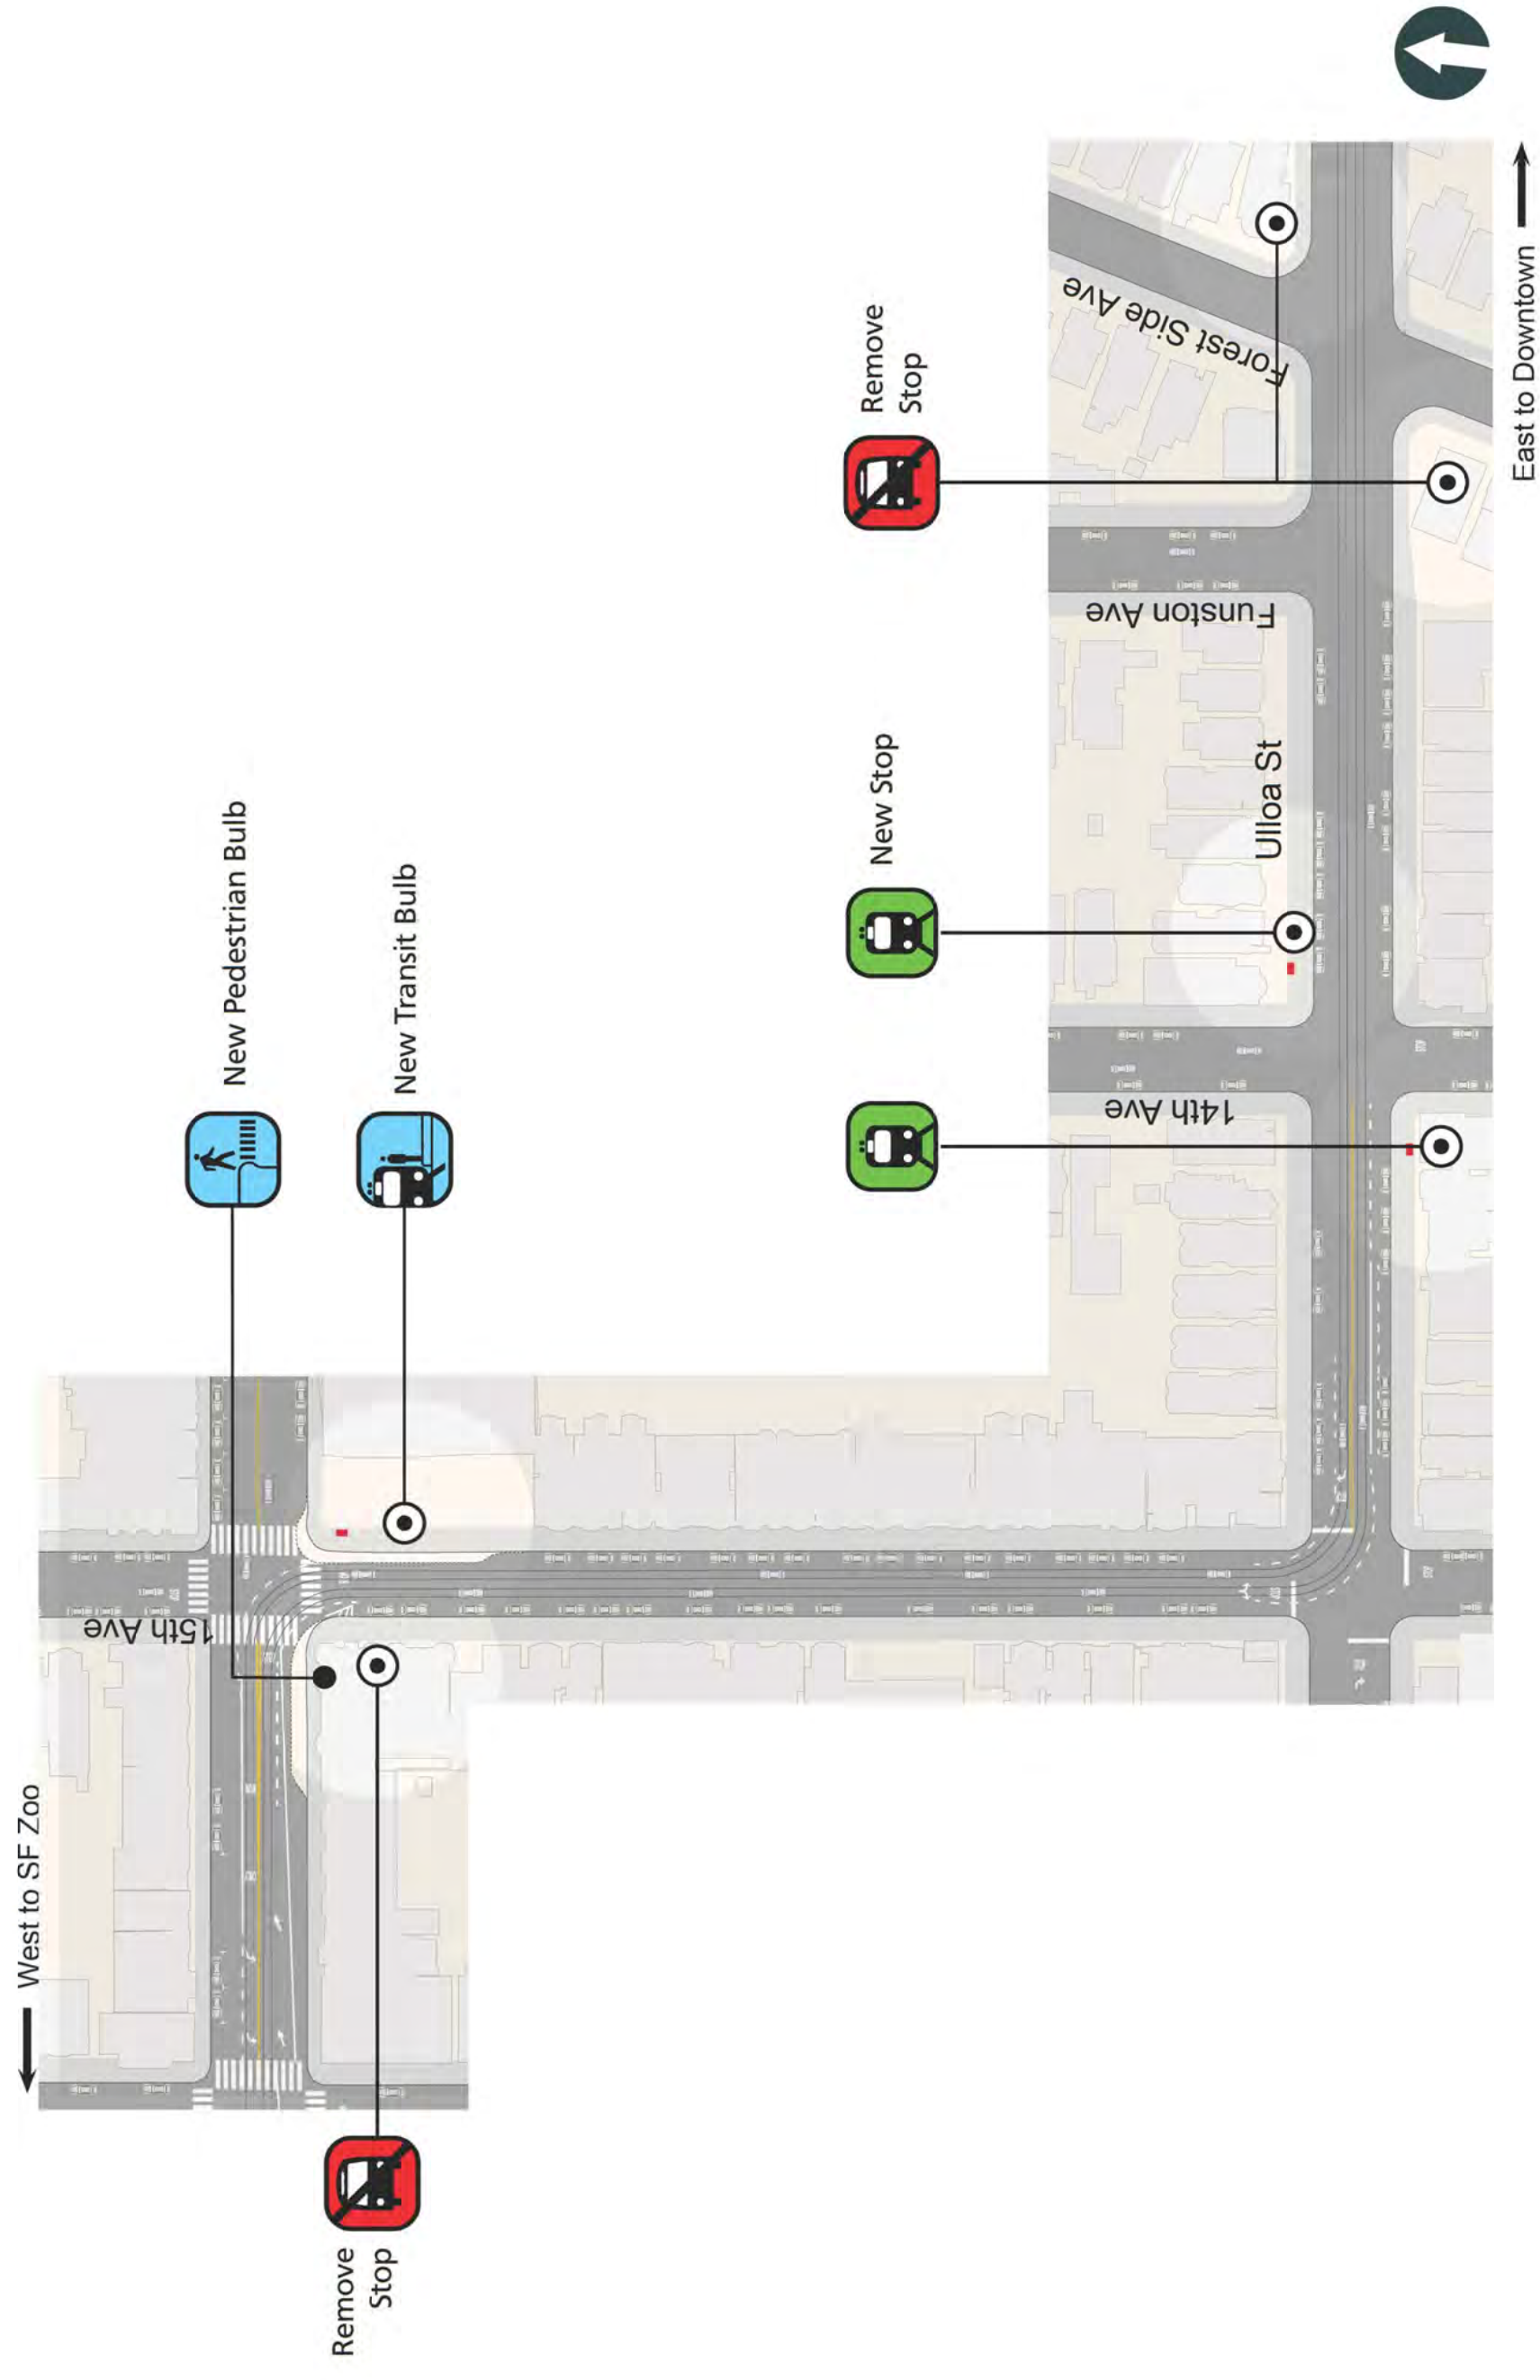 West to SF Zoo
15th Ave
New Pedestrian Bulb
New Transit Bulb
Remove
Stop
Remove
Stop
New Stop
14th Ave
Ulloa St
Funston Ave
Forest Side Ave
East to Downtown